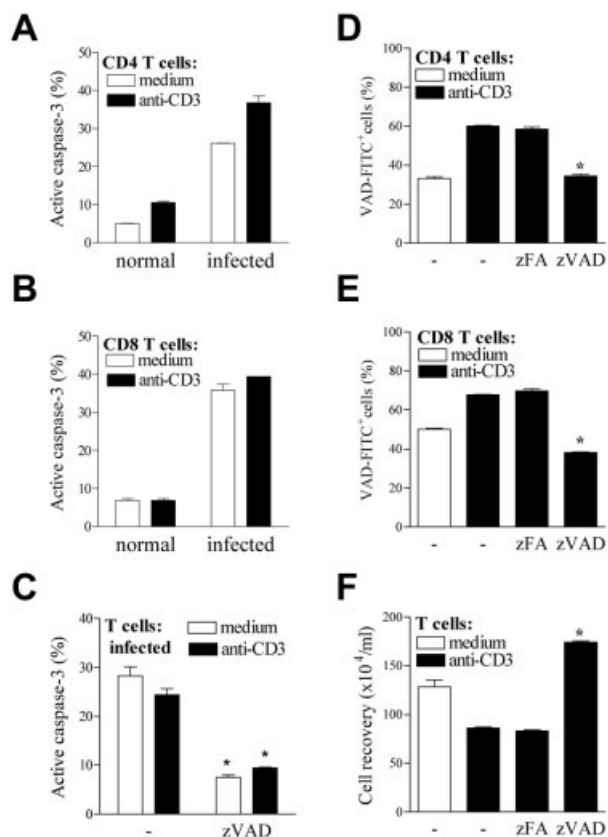 A
CD4 T cells:
medium
anti-CD3
Active caspase-3 (%)
50
40
30
20
10
0
normal infected
B
CD8 T cells:
medium
anti-CD3
Active caspase-3 (%)
60
40
20
0
normal infected
C
T cells:
infected
medium
anti-CD3
Active caspase-3 (%)
40
30
20
10
0
* *
- zVAD
D
CD4 T cells:
medium
anti-CD3
VAD-FITC+cells (%)
100
80
60
40
20
0
*
- - zFA zVAD
E
CD8 T cells:
medium
anti-CD3
VAD-FITC+cells (%)
100
80
60
40
20
0
*
- - zFA zVAD
F
T cells:
medium
anti-CD3
Cell recovery (x10⁴/ml)
200
150
100
50
0
*
- - zFA zVAD